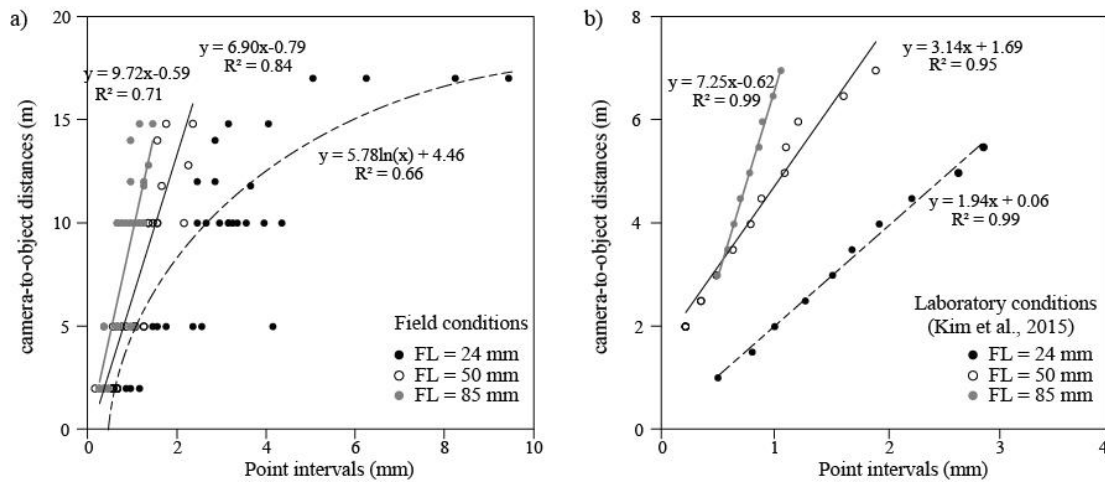 a)
20
15
10
5
0
camera-to-object distances (m)
y = 6.90x-0.79
R² = 0.84
y = 9.72x-0.59
R² = 0.71
y = 5.78ln(x) + 4.46
R² = 0.66
Field conditions
FL = 24 mm
FL = 50 mm
FL = 85 mm
0 2 4 6 8 10
Point intervals (mm)
b)
8
6
4
2
0
camera-to-object distances (m)
y = 3.14x + 1.69
R² = 0.95
y = 7.25x-0.62
R² = 0.99
y = 1.94x + 0.06
R² = 0.99
Laboratory conditions
(Kim et al., 2015)
FL = 24 mm
FL = 50 mm
FL = 85 mm
0 1 2 3 4
Point intervals (mm)